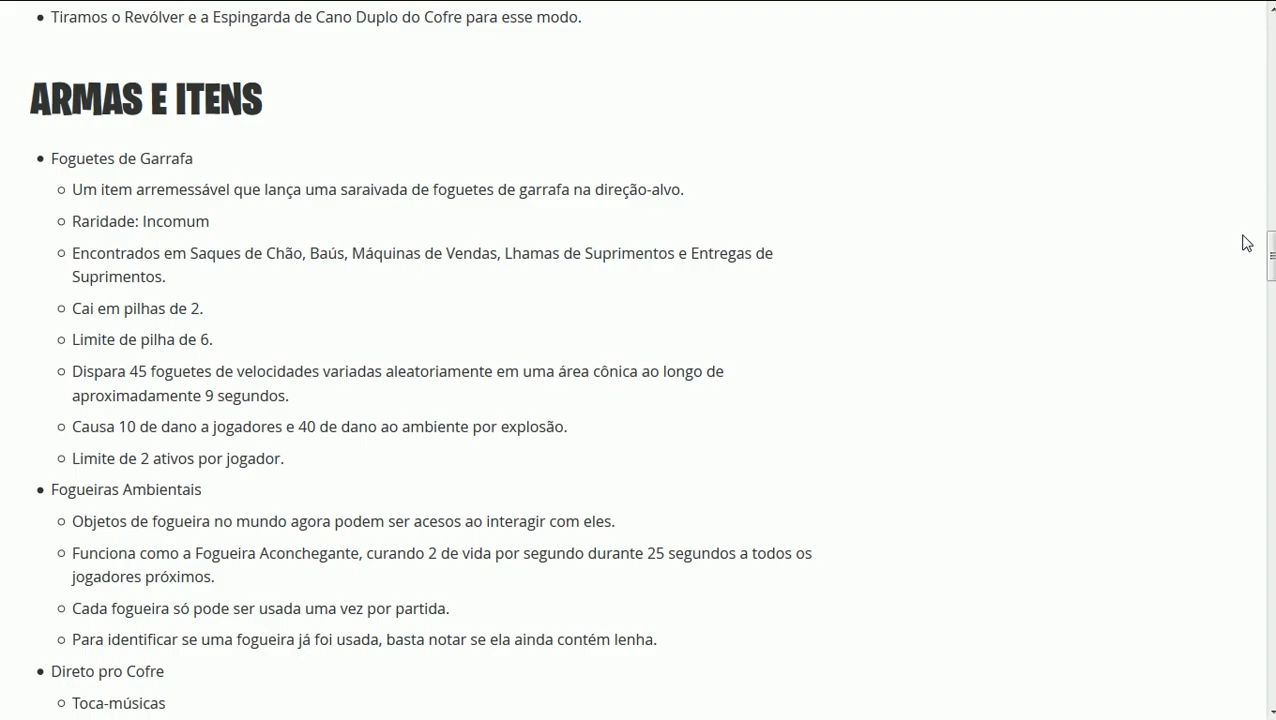 Tiramos o Revólver e a Espingarda de Cano Duplo do Cofre para esse modo.
ARMAS E ITENS
Foguetes de Garrafa
Um item arremessável que lança uma saraivada de foguetes de garrafa na direção-alvo.
Raridade: Incomum
Encontrados em Saques de Chão, Baús, Máquinas de Vendas, Lhamas de Suprimentos e Entregas de
Suprimentos.
Cai em pilhas de 2.
Limite de pilha de 6.
Dispara 45 foguetes de velocidades variadas aleatoriamente em uma área cônica ao longo de
aproximadamente 9 segundos.
Causa 10 de dano a jogadores e 40 de dano ao ambiente por explosão.
Limite de 2 ativos por jogador.
Fogueiras Ambientais
Objetos de fogueira no mundo agora podem ser acesos ao interagir com eles.
Funciona como a Fogueira Aconchegante, curando 2 de vida por segundo durante 25 segundos a todos os
jogadores próximos.
Cada fogueira só pode ser usada uma vez por partida.
Para identificar se uma fogueira já foi usada, basta notar se ela ainda contém lenha.
Direto pro Cofre
Toca-músicas